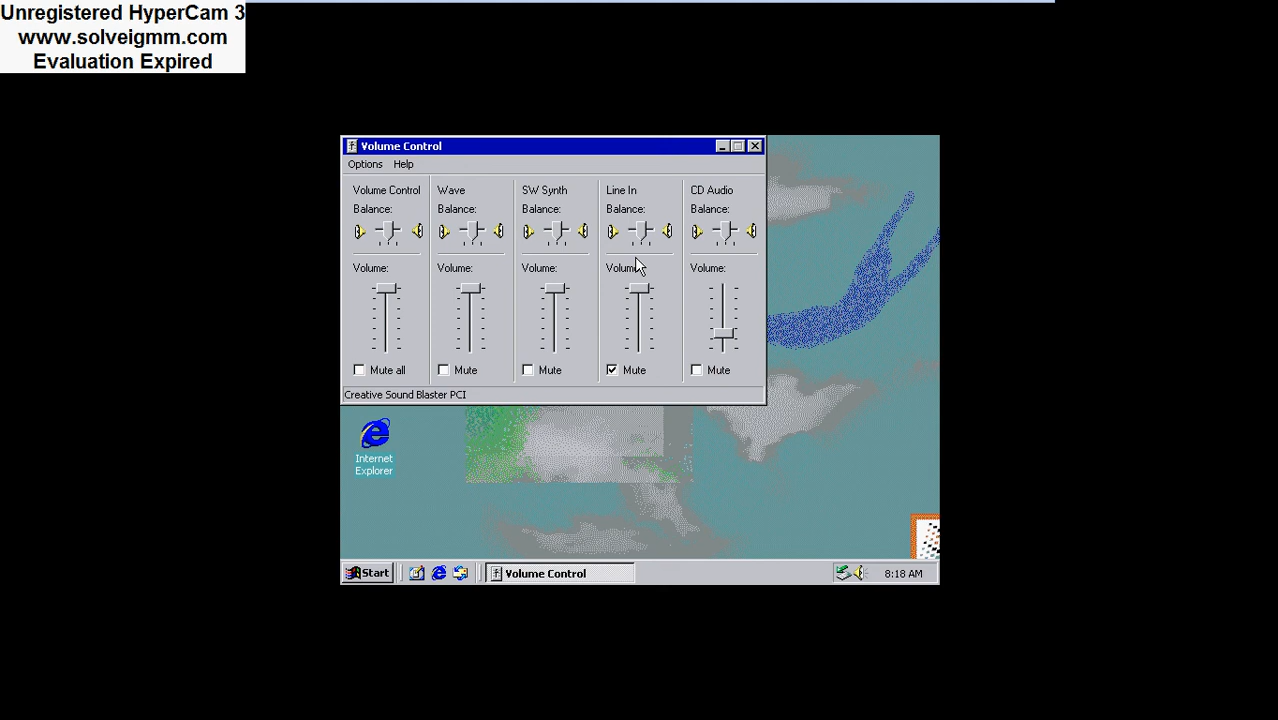 Unregistered HyperCam 3
www.solveigmm.com
Evaluation Expired
Volume Control
Options Help
Volume Control Wave SW Synth Line In CD Audio
Balance: Balance: Balance: Balance: Balance:
Volume: Volume: Volume: Volume: Volume:
Mute all Mute Mute Mute Mute
Creative Sound Blaster PCI
Internet
Explorer
Start Volume Control 8:18 AM